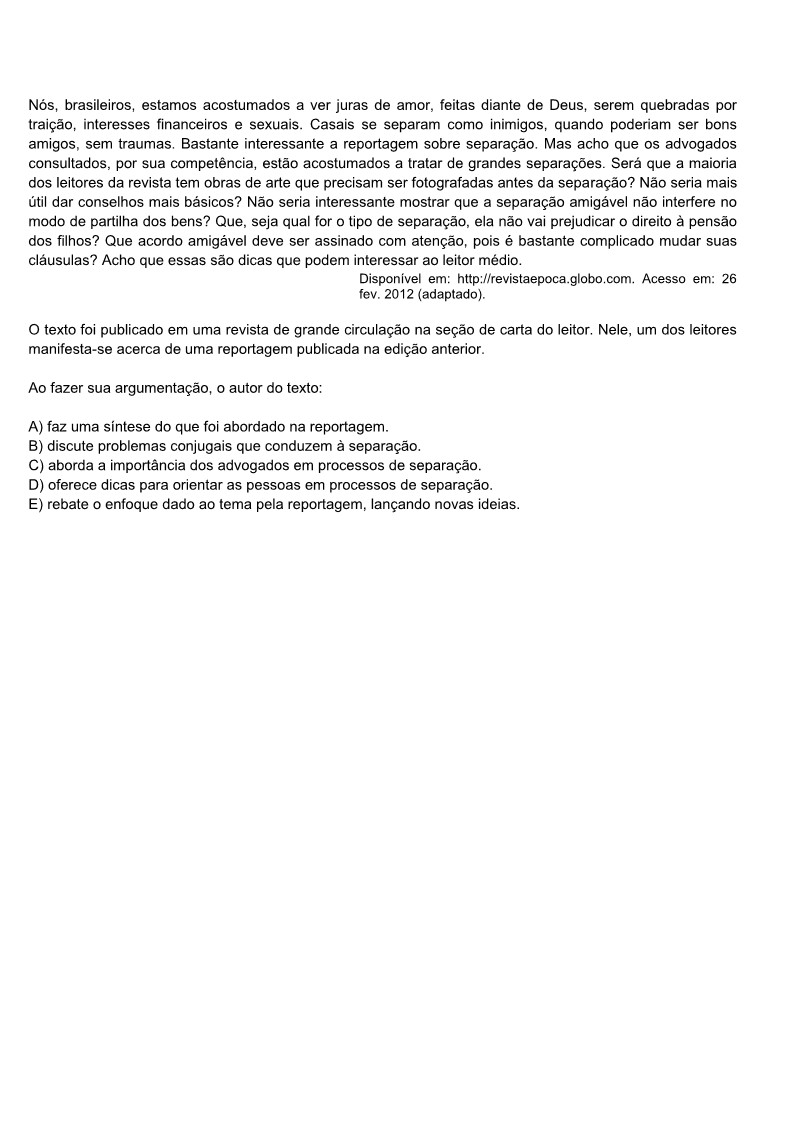 Nós, brasileiros, estamos acostumados a ver juras de amor, feitas diante de Deus, serem quebradas por
traição, interesses financeiros e sexuais. Casais se separam como inimigos, quando poderiam ser bons
amigos, sem traumas. Bastante interessante a reportagem sobre separação. Mas acho que os advogados
consultados, por sua competência, estão acostumados a tratar de grandes separações. Será que a maioria
dos leitores da revista tem obras de arte que precisam ser fotografadas antes da separação? Não seria mais
útil dar conselhos mais básicos? Não seria interessante mostrar que a separação amigável não interfere no
modo de partilha dos bens? Que, seja qual for o tipo de separação, ela não vai prejudicar o direito à pensão
dos filhos? Que acordo amigável deve ser assinado com atenção, pois é bastante complicado mudar suas
cláusulas? Acho que essas são dicas que podem interessar ao leitor médio.
Disponível em: http://revistaepoca.globo.com. Acesso em: 26
fev. 2012 (adaptado).
O texto foi publicado em uma revista de grande circulação na seção de carta do leitor. Nele, um dos leitores
manifesta-se acerca de uma reportagem publicada na edição anterior.
Ao fazer sua argumentação, o autor do texto:
A) faz uma síntese do que foi abordado na reportagem.
B) discute problemas conjugais que conduzem à separação.
C) aborda a importância dos advogados em processos de separação.
D) oferece dicas para orientar as pessoas em processos de separação.
E) rebate o enfoque dado ao tema pela reportagem, lançando novas ideias.